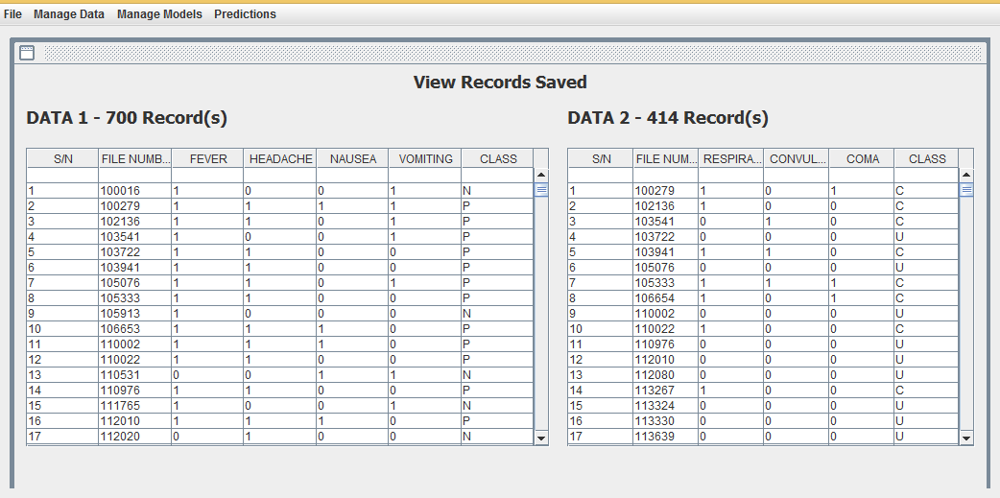 File Manage Data Manage Models Predictions
View Records Saved
DATA 1 - 700 Record(s)
S/N FILE NUMB... FEVER HEADACHE NAUSEA VOMITING CLASS
1 100016 1 0 0 1 N
2 100279 1 1 1 1 P
3 102136 1 1 0 1 P
4 103541 1 0 0 1 P
5 103722 1 1 0 0 P
6 103941 1 1 0 0 P
7 105076 1 1 0 1 P
8 105333 1 1 0 0 P
9 105913 1 0 0 0 N
10 106653 1 1 1 0 P
11 110002 1 1 1 0 P
12 110022 1 1 0 0 P
13 110531 0 0 1 1 N
14 110976 1 1 0 0 P
15 111765 1 0 0 1 N
16 112010 1 1 1 0 P
17 112020 0 1 0 0 N
DATA 2 - 414 Record(s)
S/N FILE NUM... RESPIRA... CONVUL... COMA CLASS
1 100279 1 0 1 C
2 102136 1 0 0 C
3 103541 0 1 0 C
4 103722 0 0 0 U
5 103941 1 1 0 C
6 105076 0 0 0 U
7 105333 1 1 1 C
8 106654 1 0 1 C
9 110002 0 0 0 U
10 110022 1 0 0 C
11 110976 0 0 0 U
12 112010 0 0 0 U
13 112080 0 0 0 U
14 113267 1 0 0 C
15 113324 0 0 0 U
16 113330 0 0 0 U
17 113639 0 0 0 U